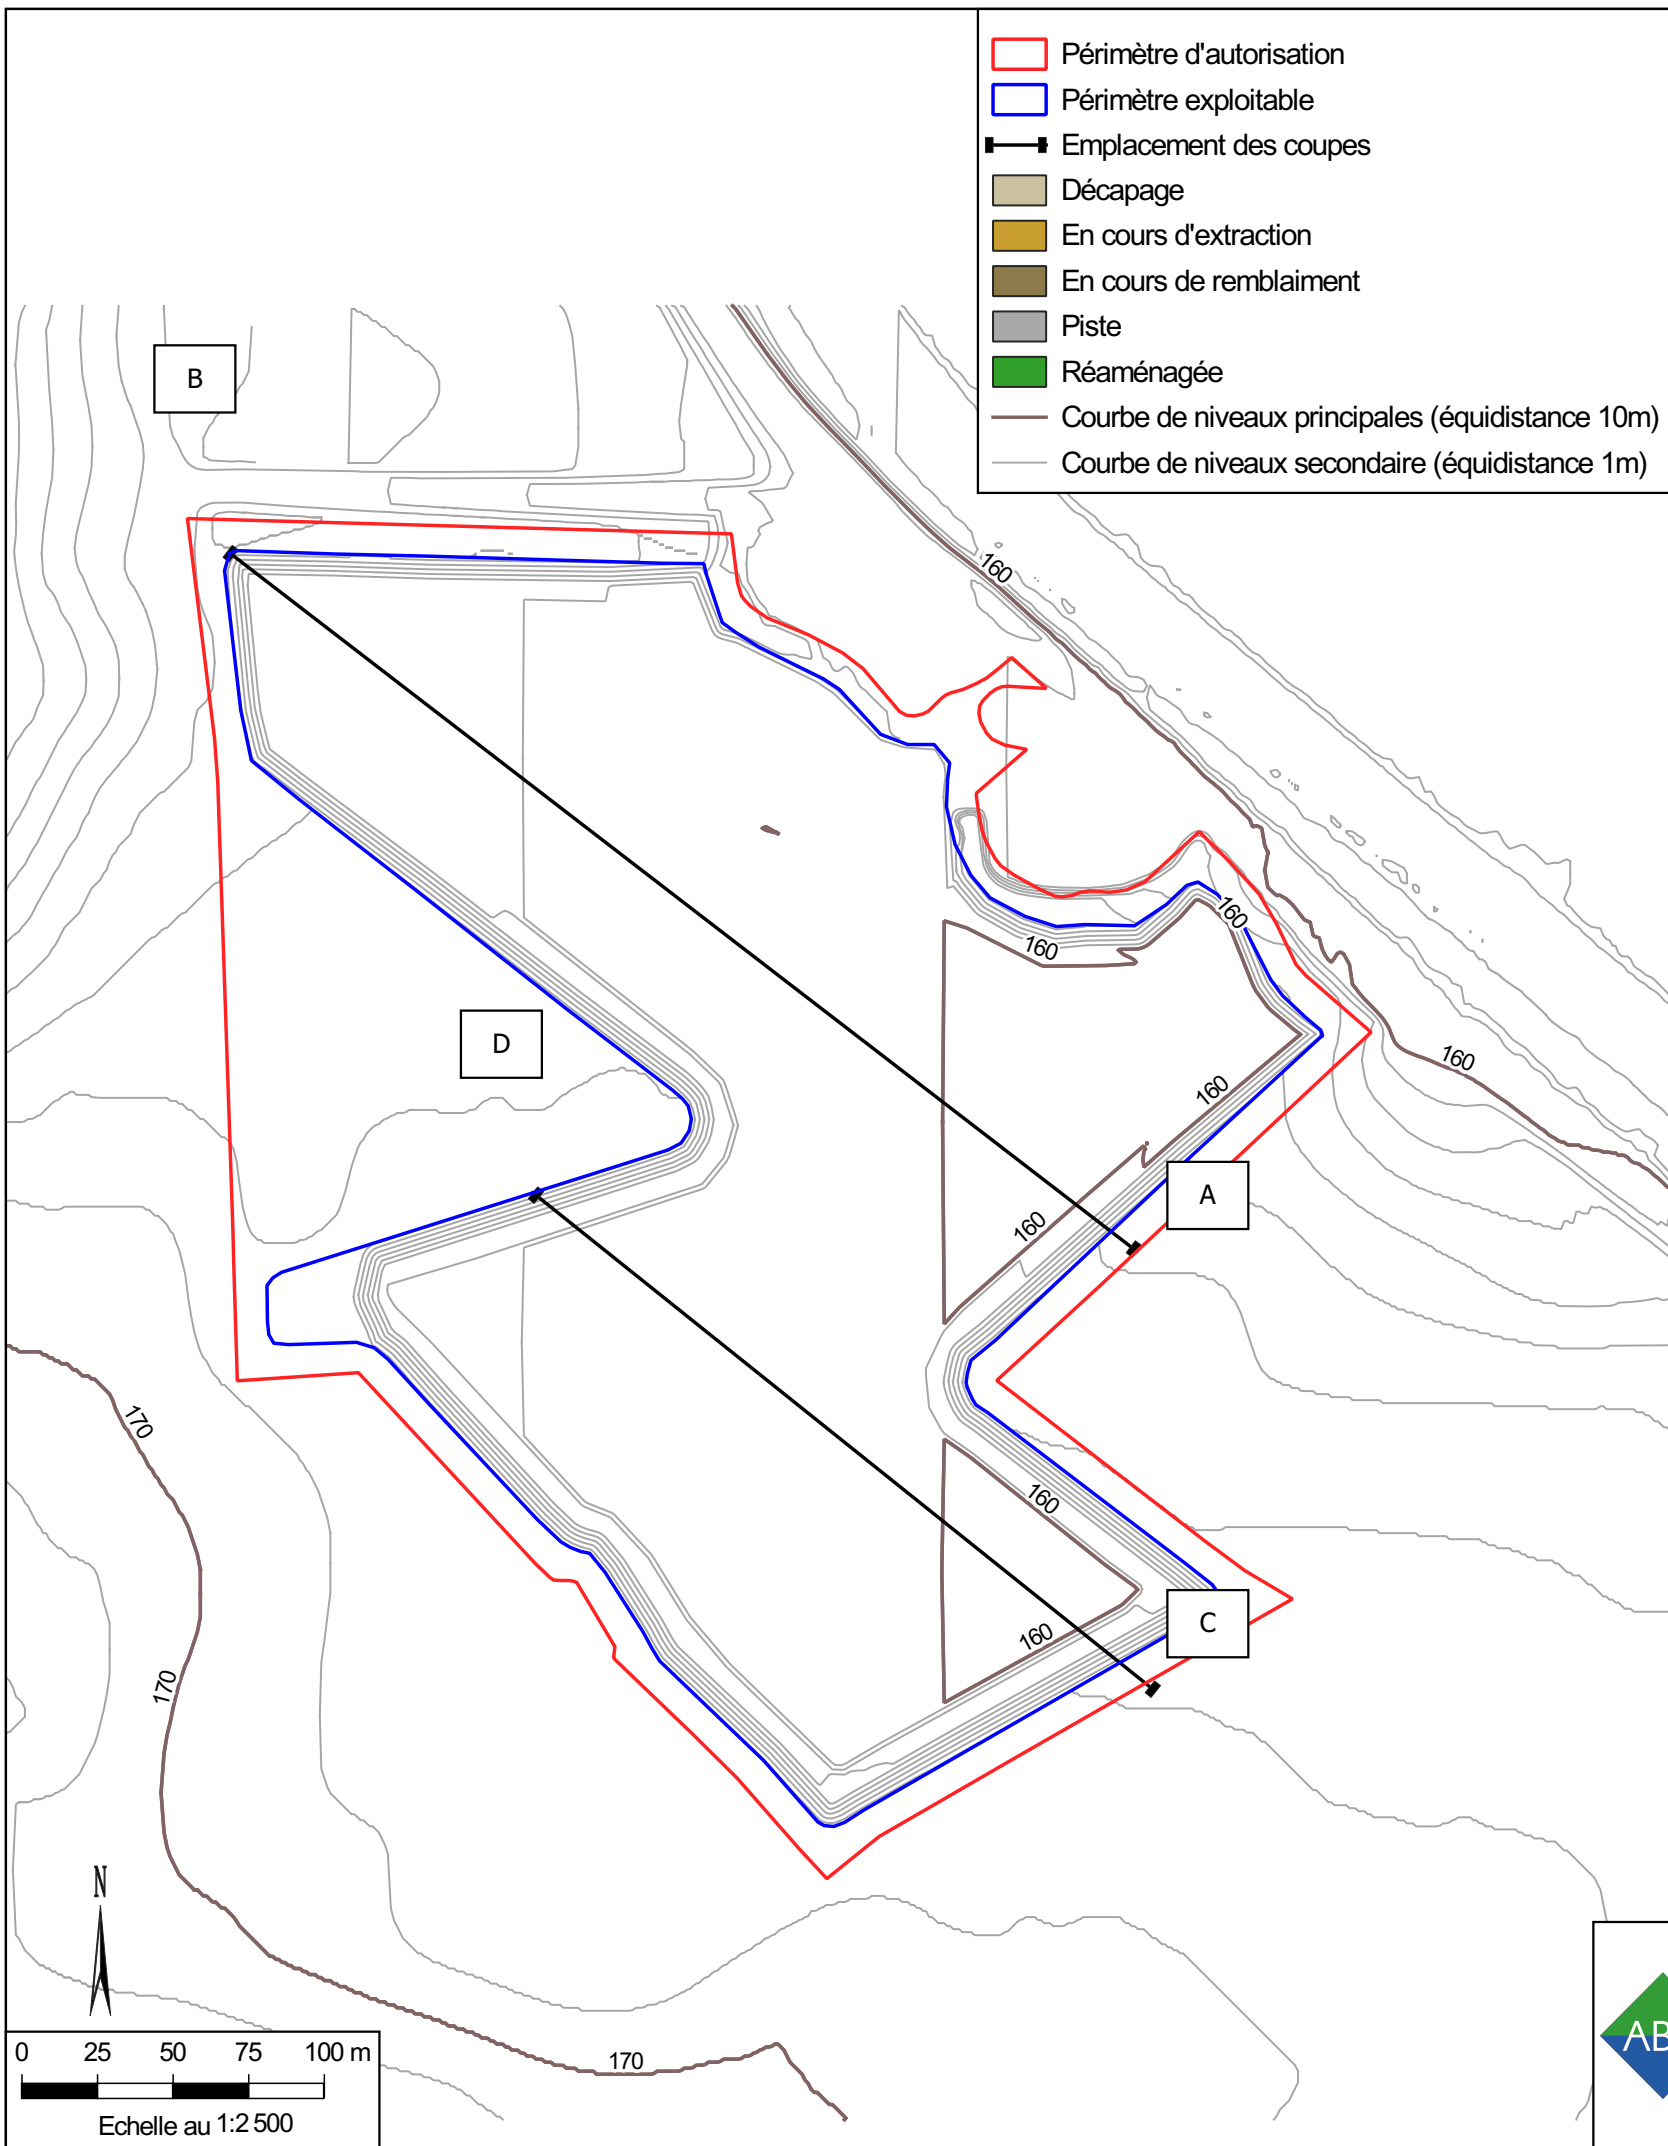 Périmètre d'autorisation
Périmètre exploitable
Emplacement des coupes
Décapage
En cours d'extraction
En cours de remblaiment
Piste
Réaménagée
Courbe de niveaux principales (équidistance 10m)
Courbe de niveaux secondaire (équidistance 1m)
B
160
160
160
D
160
160
A
160
170
160
C
160
170
N
170
AB
0 25 50 75 100 m
Echelle au 1:2 500